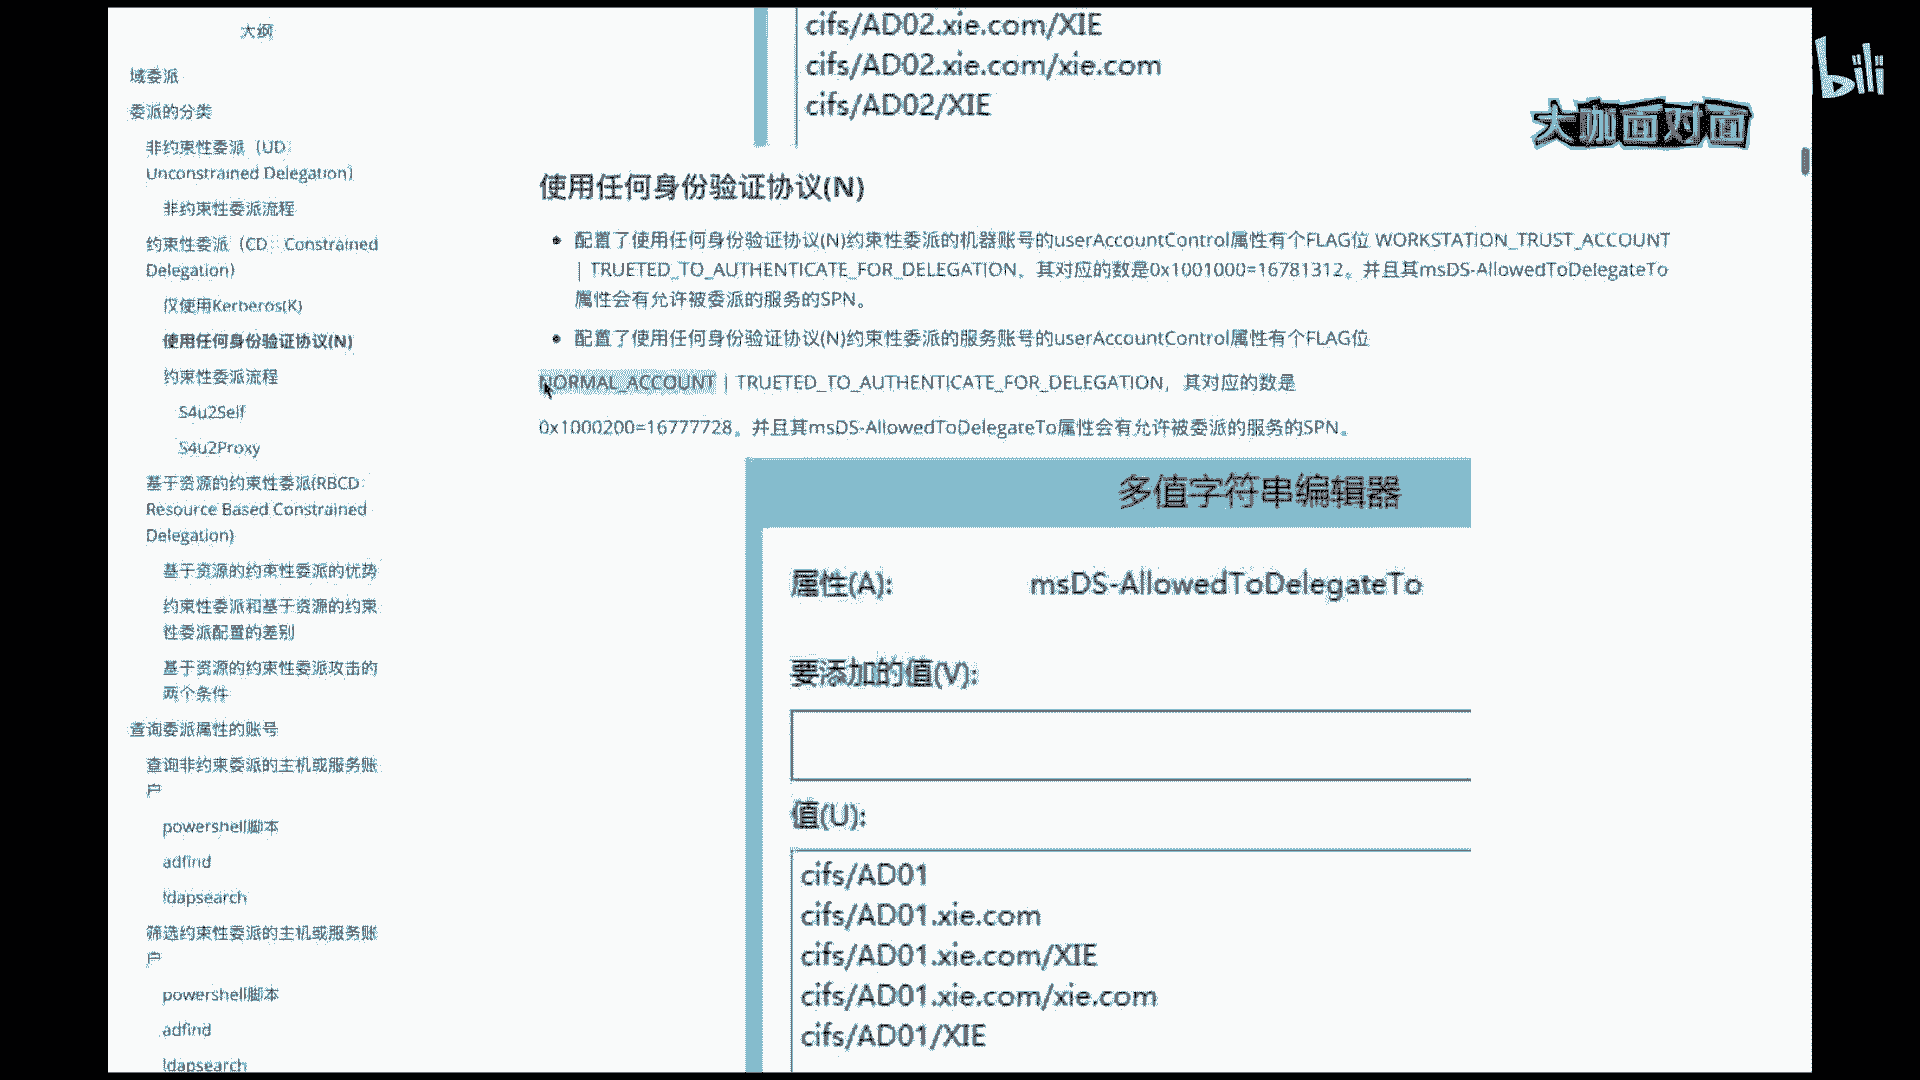 大纲
域委派
委派的分类
非约束性委派（UD:
Unconstrained Delegation)
非约束性委派流程
约束性委派（CD：Constrained
Delegation)
仅使用Kerberos(K)
使用任何身份验证协议(N)
约束性委派流程
S4u2Self
S4u2Proxy
基于资源的约束性委派(RBCD:
Resource Based Constrained
Delegation)
基于资源的约束性委派的优势
约束性委派和基于资源的约束
性委派配置的差别
基于资源的约束性委派攻击的
两个条件
查询委派属性的账号
查询非约束委派的主机或服务账
户
powershell脚本
adfind
ldapsearch
筛选约束性委派的主机或服务账
户
powershell脚本
adfind
ldapsearch
cifs/AD02.xie.com/XIE
cifs/AD02.xie.com/xie.com
cifs/AD02/XIE
bili
大咖面对面
使用任何身份验证协议(N)
配置了使用任何身份验证协议(N)约束性委派的机器账号的userAccountControl属性有个FLAG位 WORKSTATION_TRUST_ACCOUNT
| TRUETED_TO_AUTHENTICATE_FOR_DELEGATION，其对应的数是0x1001000=16781312。并且其msDS-AllowedToDelegateTo
属性会有允许被委派的服务的SPN。
配置了使用任何身份验证协议(N)约束性委派的服务账号的userAccountControl属性有个FLAG位
NORMAL_ACCOUNT | TRUETED_TO_AUTHENTICATE_FOR_DELEGATION，其对应的数是
0x1000200=16777728。并且其msDS-AllowedToDelegateTo属性会有允许被委派的服务的SPN。
多值字符串编辑器
属性(A): msDS-AllowedToDelegateTo
要添加的值(V):
值(U):
cifs/AD01
cifs/AD01.xie.com
cifs/AD01.xie.com/XIE
cifs/AD01.xie.com/xie.com
cifs/AD01/XIE